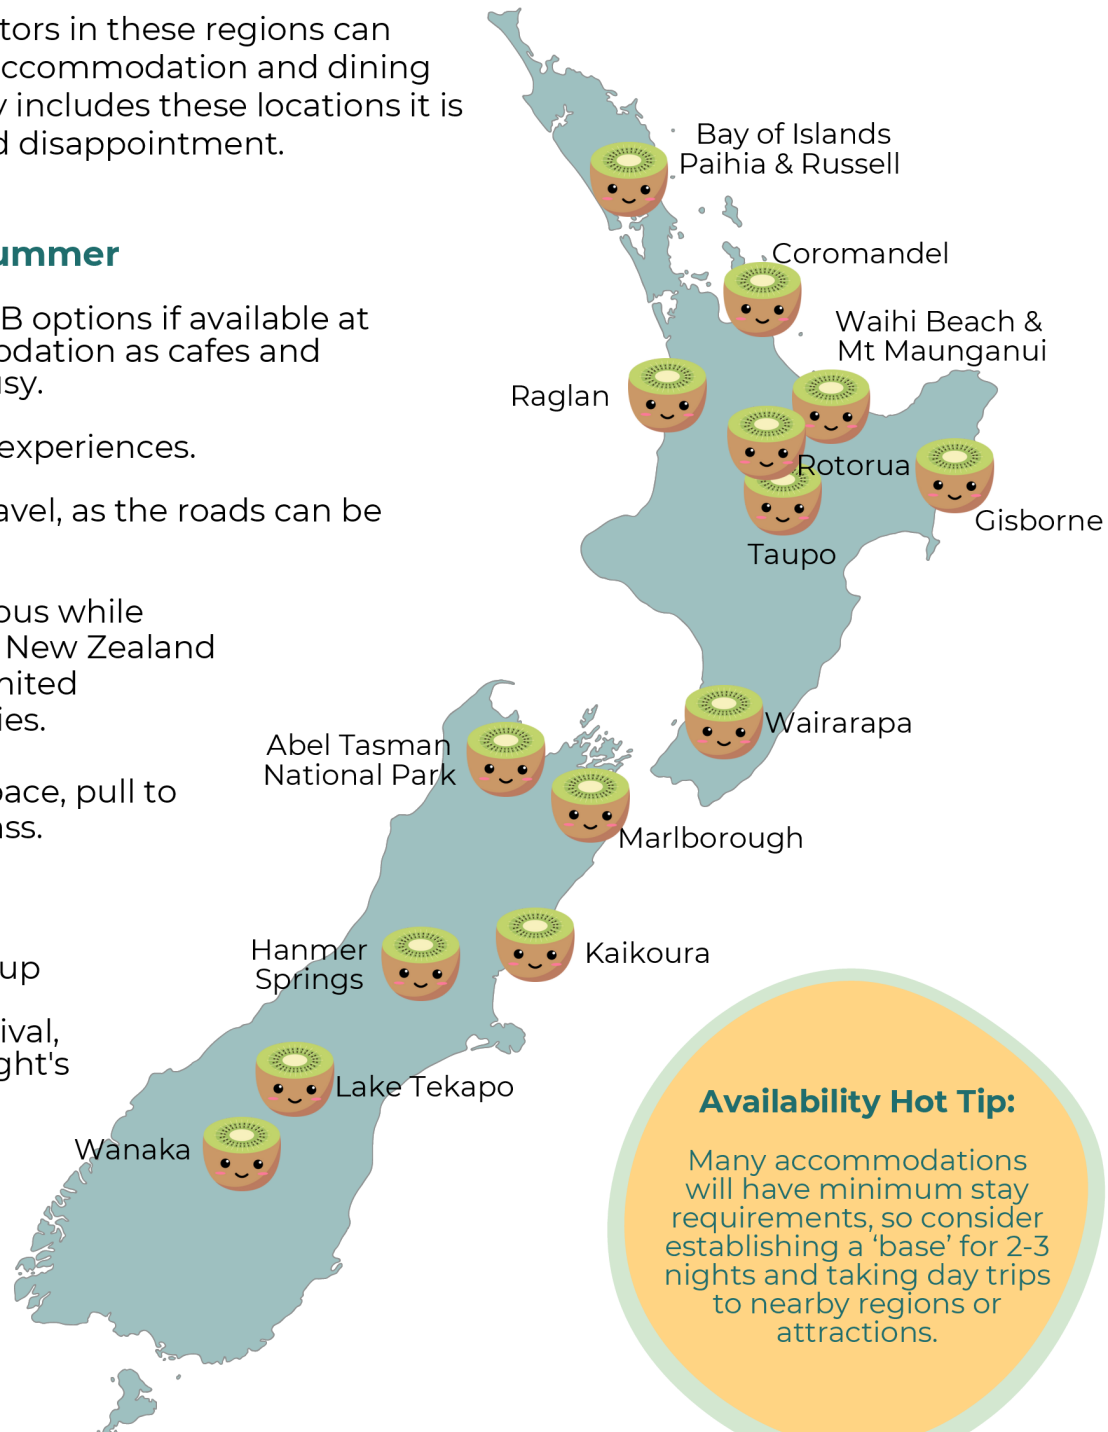 tors in these regions can
ccommodation and dining
y includes these locations it is
d disappointment.
ummer
B options if available at
odation as cafes and
usy.
experiences.
avel, as the roads can be
ous while
New Zealand
mited
ies.
pace, pull to
ass.
up
ival,
ght's
Bay of Islands
Paihia & Russell
Coromandel
Waihi Beach &
Mt Maunganui
Raglan
Rotorua
Gisborne
Taupo
Wairarapa
Abel Tasman
National Park
Marlborough
Hanmer
Springs
Kaikoura
Lake Tekapo
Wanaka
Availability Hot Tip:
Many accommodations
will have minimum stay
requirements, so consider
establishing a ‘base’ for 2-3
nights and taking day trips
to nearby regions or
attractions.